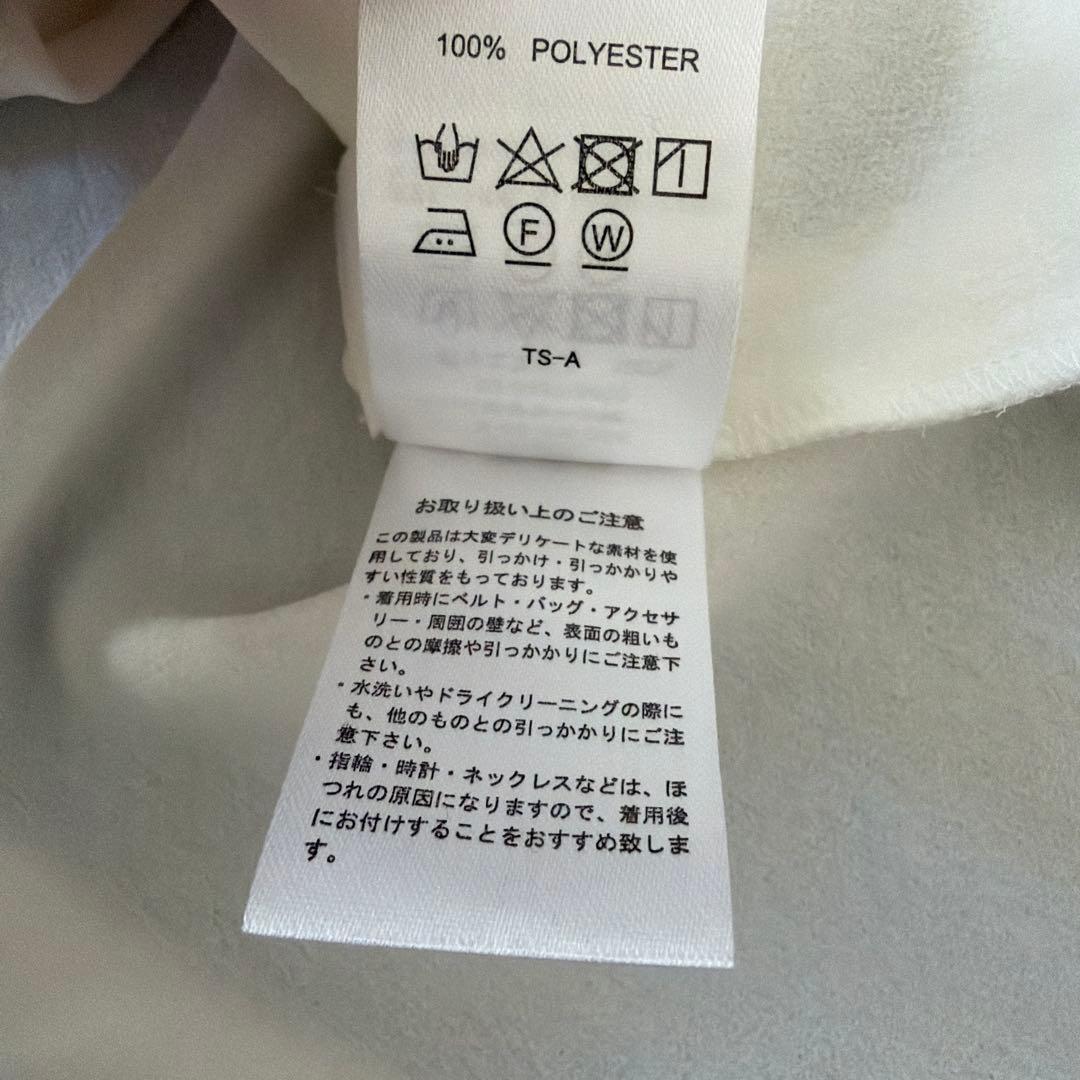 100% POLYESTER
F W
TS-A
お取り扱い上のご注意
この製品は大変デリケートな素材を使
用しており、引っかけ・引っかかりや
すい性質をもっております。
・着用時にベルト・バッグ・アクセサ
リー・周囲の壁など、表面の粗いも
のとの摩擦や引っかかりにご注意下
さい。
・水洗いやドライクリーニングの際に
も、他のものとの引っかかりにご注
意下さい。
・指輪・時計・ネックレスなどは、ほ
つれの原因になりますので、着用後
にお付けすることをおすすめ致しま
す。